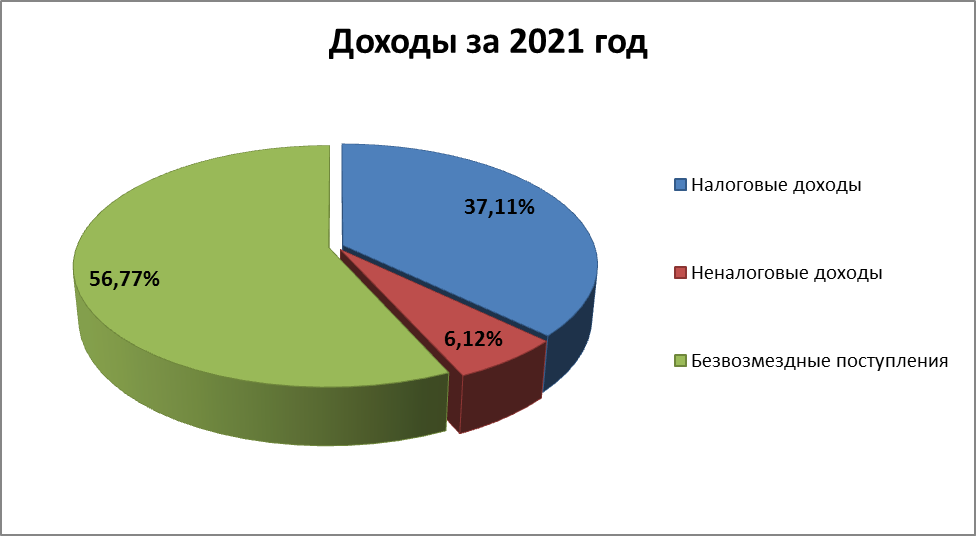 Доходы за 2021 год
37,11%
56,77%
6,12%
Налоговые доходы
Неналоговые доходы
Безвозмездные поступления